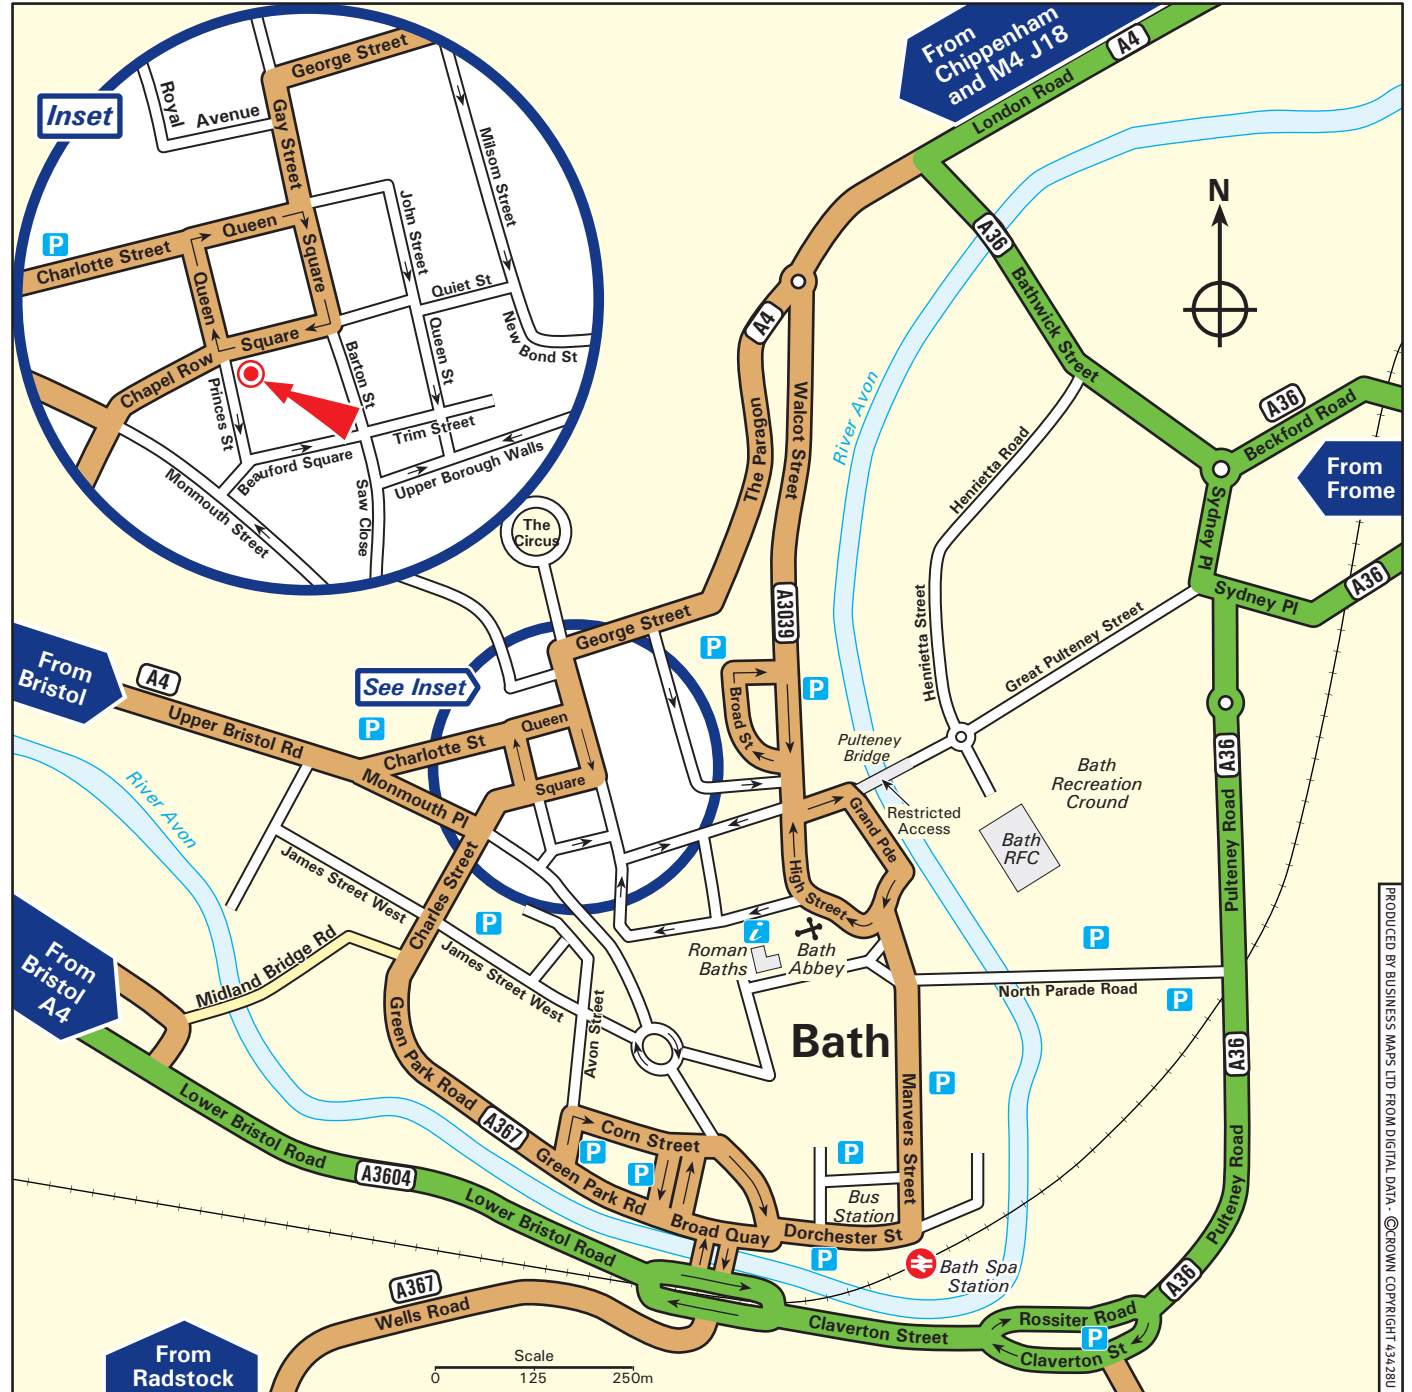 Inset
Royal
Avenue
George Street
Gay Street
Milsom Street
John Street
Charlotte Street
Queen
Square
Queen
Square
Quiet St
Queen St
New Bond St
Chapel Row
Princes St
Barton St
Trim Street
Beauford Square
Upper Borough Walls
Monmouth Street
Saw Close
P
From
Chippenham
and M4 J18
A4
London Road
A36
Bathwick Street
N
A36
Beckford Road
From
Frome
Sydney Pl
Sydney Pl
A36
A4
The Paragon
Walcot Street
River Avon
Henrietta Road
Henrietta Street
Great Pulteney Street
A3039
The
Circus
George Street
P
P
Broad St
From
Bristol
A4
See Inset
P
Upper Bristol Rd
Charlotte St
Queen
Square
Monmouth Pl
River Avon
Pulteney
Bridge
Restricted
Access
Bath
Recreation
Cround
Bath
RFC
A36
Pulteney Road
Grand Pde
High Street
James Street West
Charles Street
P
James Street West
i
Roman
Baths
Bath
Abbey
P
North Parade Road
P
Midland Bridge Rd
From
Bristol
A4
Green Park Road
Avon Street
Bath
A36
P
Manvers Street
Lower Bristol Road
A367
Corn Street
P
P
P
Green Park Rd
A3604
Lower Bristol Road
Broad Quay
Dorchester St
Bus
Station
P
Bath Spa
Station
Pulteney Road
A36
A367
Wells Road
Claverton Street
Rossiter Road
P
Claverton St
From
Radstock
Scale
0 125 250m
PRODUCED BY BUSINESS MAPS LTD FROM DIGITAL DATA - ©CROWN COPYRIGHT 43428U